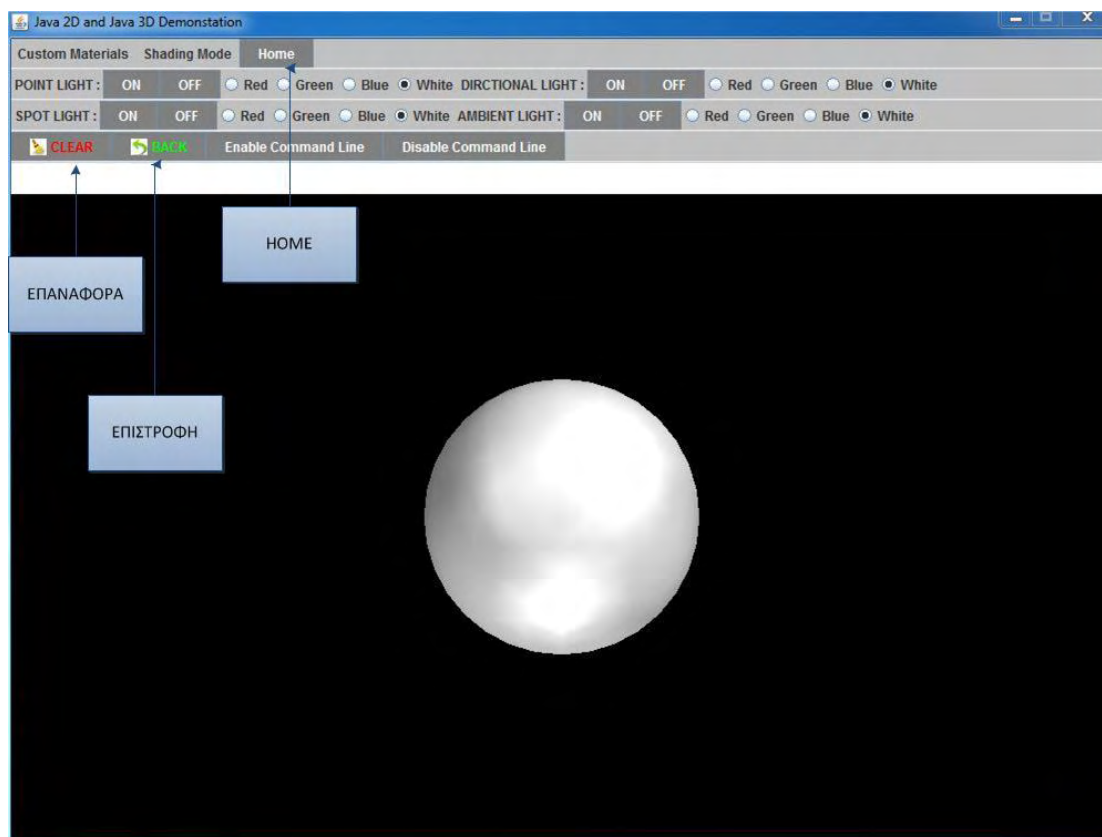 Java 2D and Java 3D Demonstation
Custom Materials Shading Mode Home
POINT LIGHT : ON OFF Red Green Blue White DIRCTIONAL LIGHT : ON OFF Red Green Blue White
SPOT LIGHT : ON OFF Red Green Blue White AMBIENT LIGHT : ON OFF Red Green Blue White
CLEAR BACK Enable Command Line Disable Command Line
HOME
ΕΠΑΝΑΦΟΡΑ
ΕΠΙΣΤΡΟΦΗ